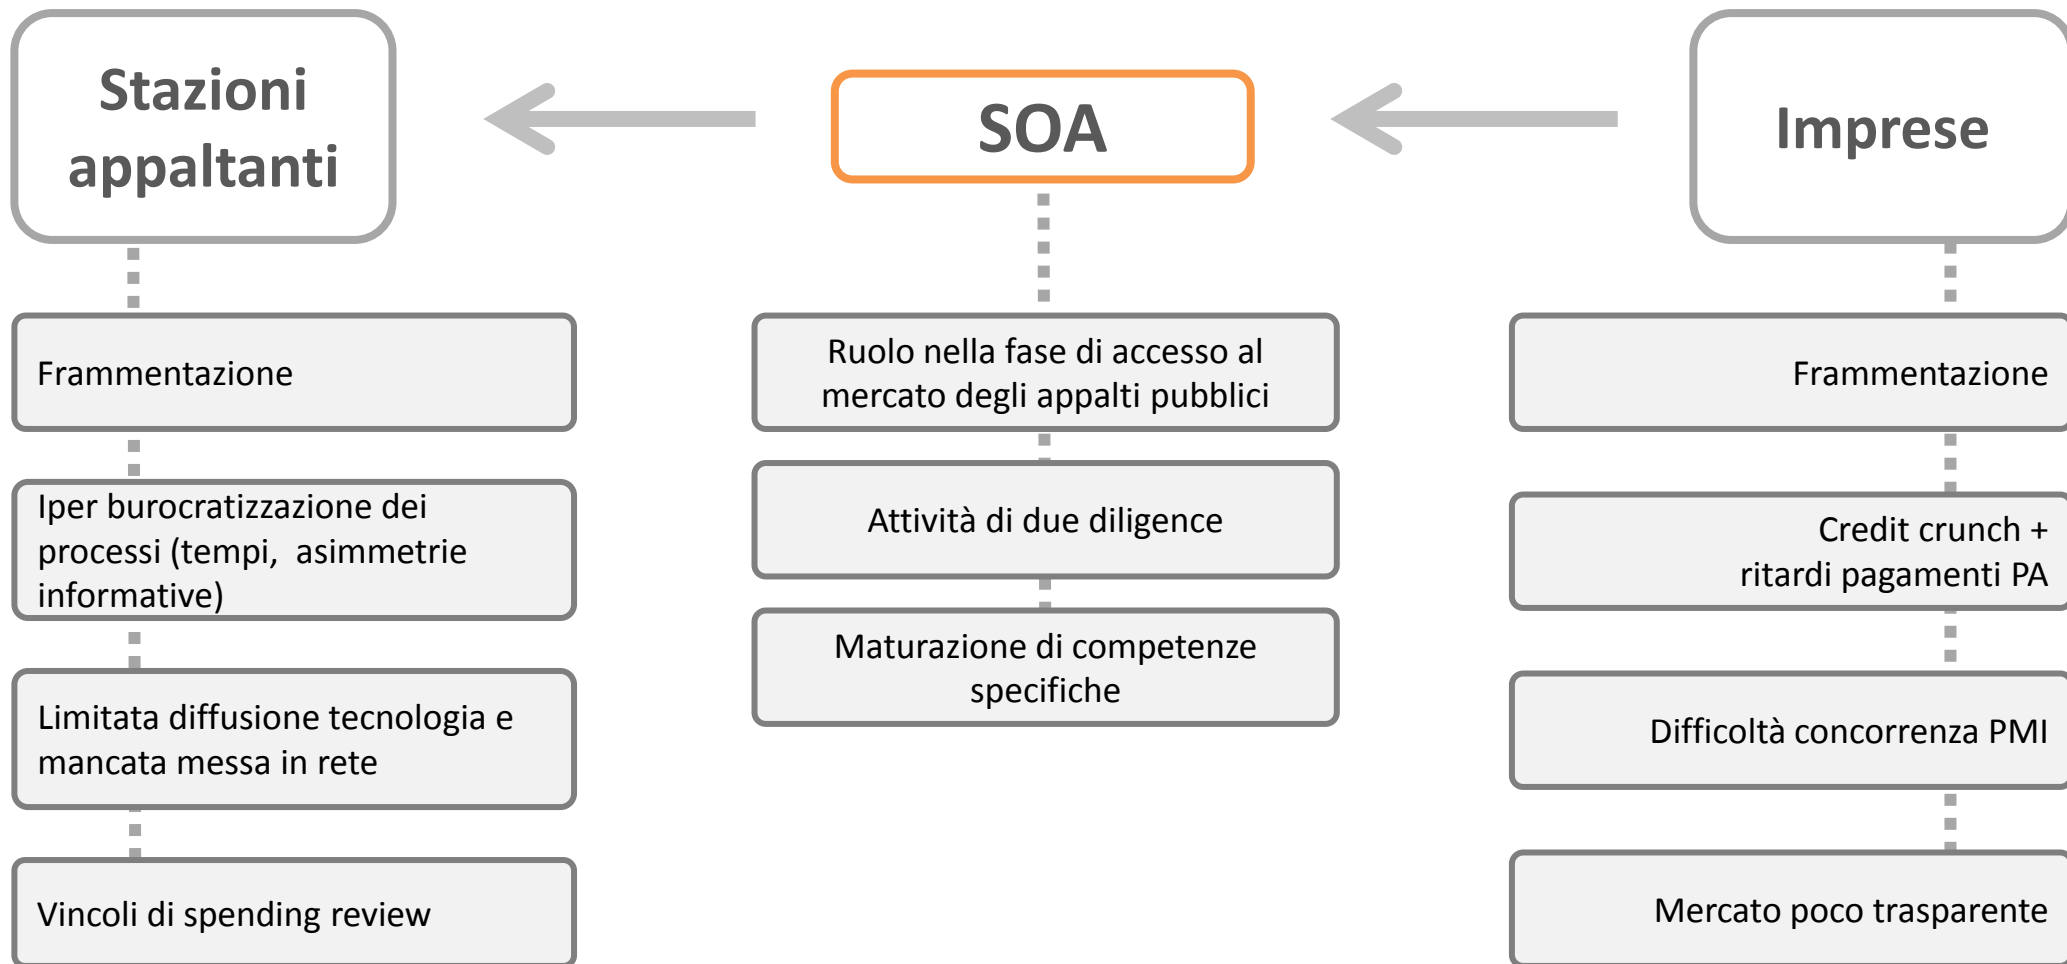 Stazioni
appaltanti
SOA
Imprese
Frammentazione
Iper burocratizzazione dei
processi (tempi,  asimmetrie
informative)
Limitata diffusione tecnologia e
mancata messa in rete
Vincoli di spending review
Ruolo nella fase di accesso al
mercato degli appalti pubblici
Attività di due diligence
Maturazione di competenze
specifiche
Frammentazione
Credit crunch +
ritardi pagamenti PA
Difficoltà concorrenza PMI
Mercato poco trasparente